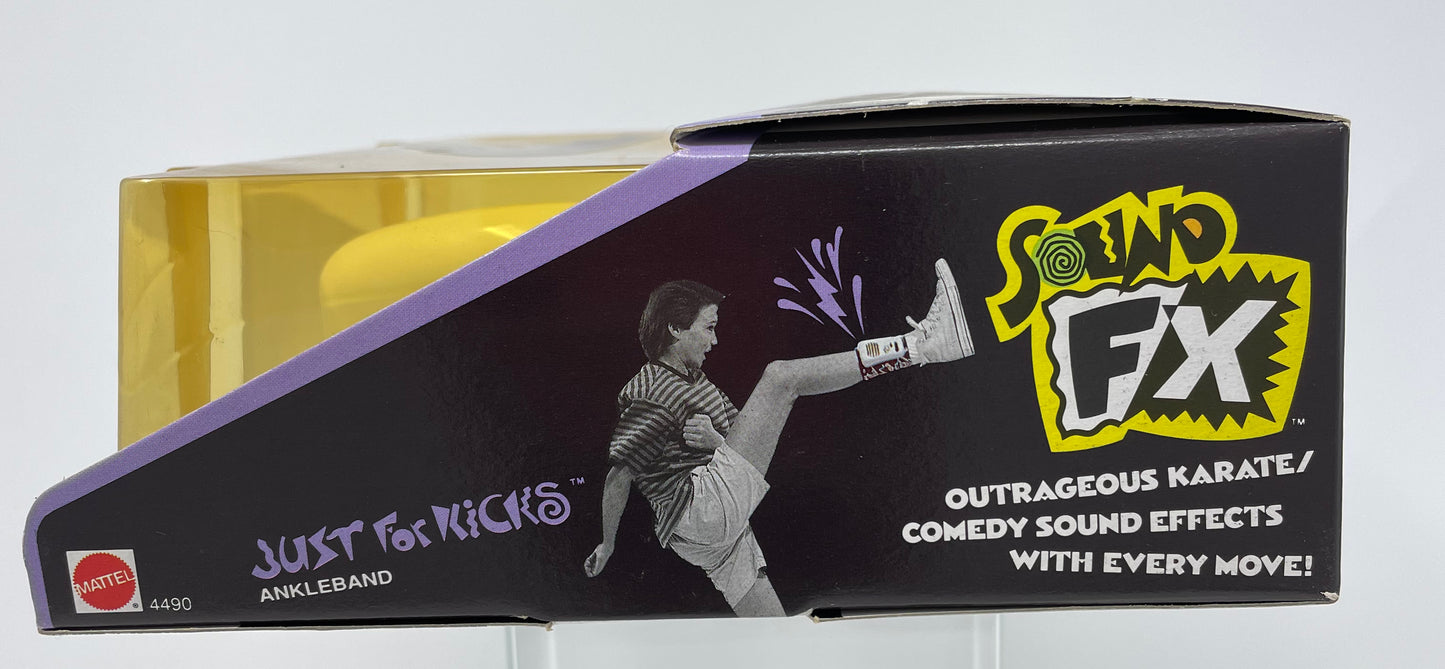 SOUND
FX
™
OUTRAGEOUS KARATE/
COMEDY SOUND EFFECTS
WITH EVERY MOVE!
JUST For KiCKS™
ANKLEBAND
MATTEL®
4490